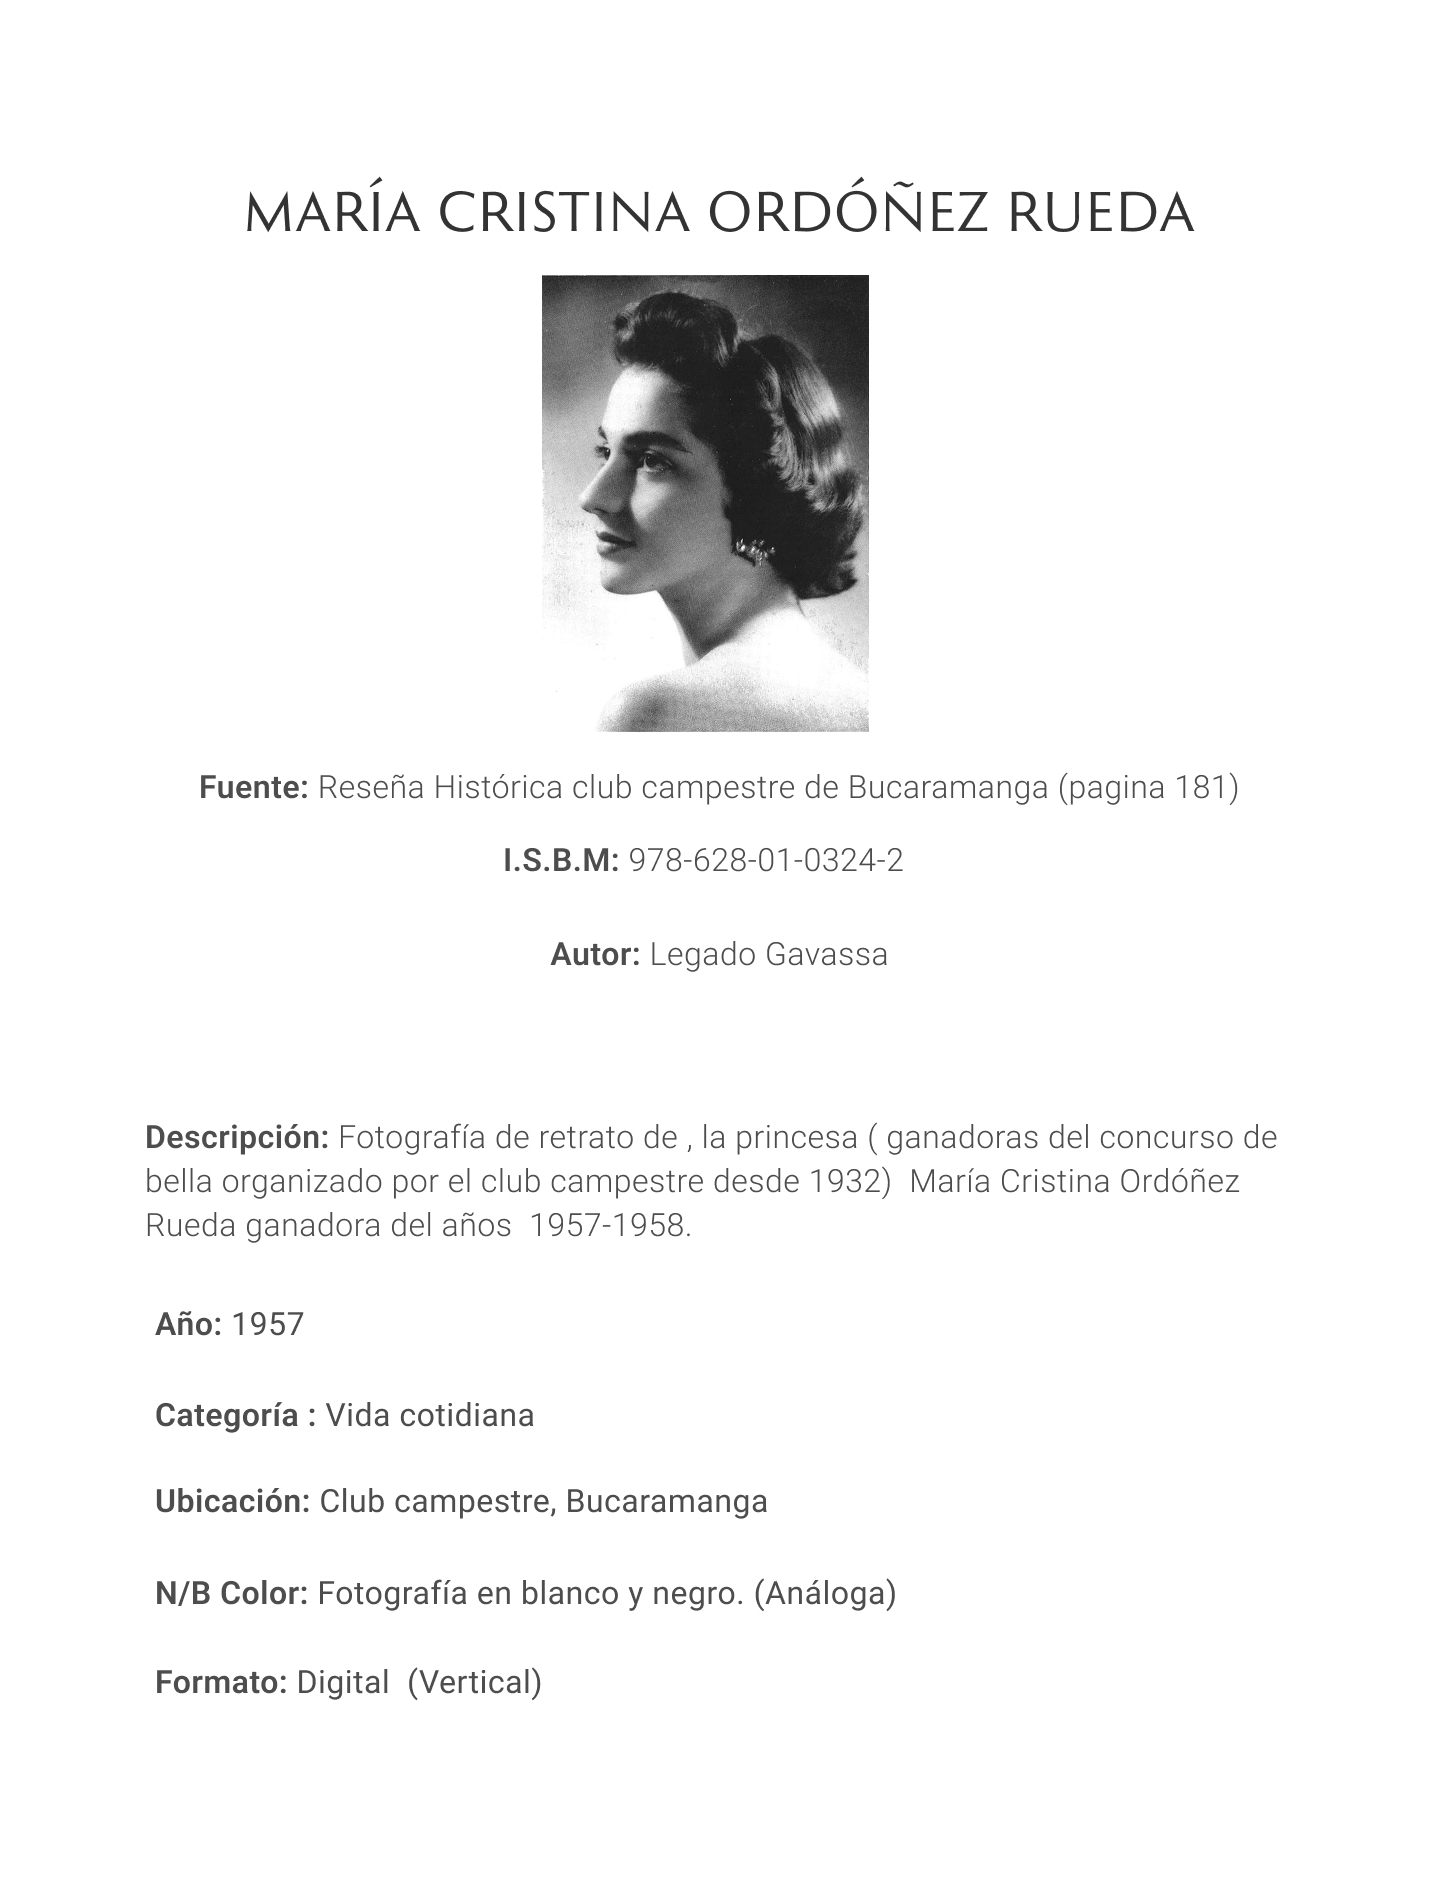 MARÍA CRISTINA ORDÓÑEZ RUEDA
Fuente: Reseña Histórica club campestre de Bucaramanga (pagina 181)
I.S.B.M: 978-628-01-0324-2
Autor: Legado Gavassa
Descripción: Fotografía de retrato de , la princesa ( ganadoras del concurso de
bella organizado por el club campestre desde 1932)  María Cristina Ordóñez
Rueda ganadora del años  1957-1958.
Año: 1957
Categoría : Vida cotidiana
Ubicación: Club campestre, Bucaramanga
N/B Color: Fotografía en blanco y negro. (Análoga)
Formato: Digital  (Vertical)